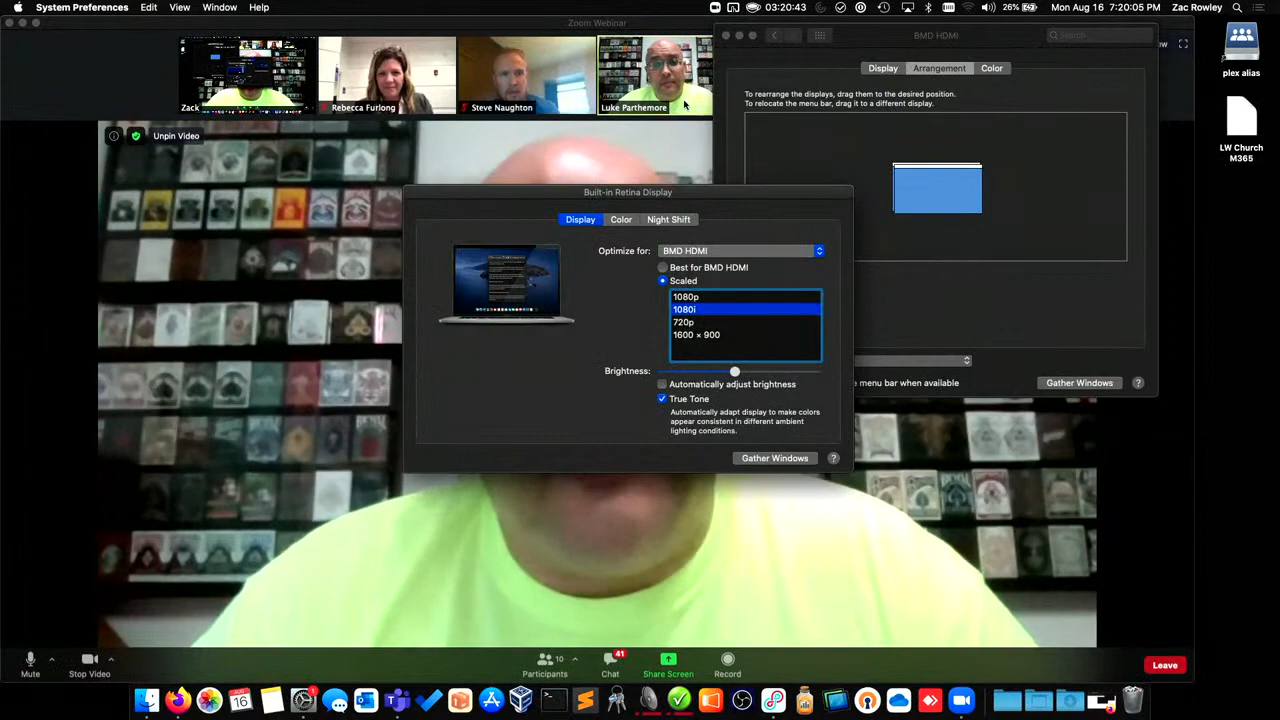 System Preferences Edit View Window Help
03:20:43
26%
Mon Aug 16 7:20:05 PM Zac Rowley
Zoom Webinar
BMD HDMI
Search
Zack
Rebecca Furlong
Steve Naughton
Luke Parthemore
Display Arrangement Color
To rearrange the displays, drag them to the desired position.
To relocate the menu bar, drag it to a different display.
Unpin Video
Built-in Retina Display
Display Color Night Shift
Optimize for: BMD HDMI
Best for BMD HDMI
Scaled
1080p
1080i
720p
1600 × 900
Brightness:
Automatically adjust brightness
True Tone
Automatically adapt display to make colors
appear consistent in different ambient
lighting conditions.
Gather Windows ?
e menu bar when available
Gather Windows ?
plex alias
LW Church
M365
Mute
Stop Video
10
Participants
41
Chat
Share Screen
Record
Leave
AUG
16
1